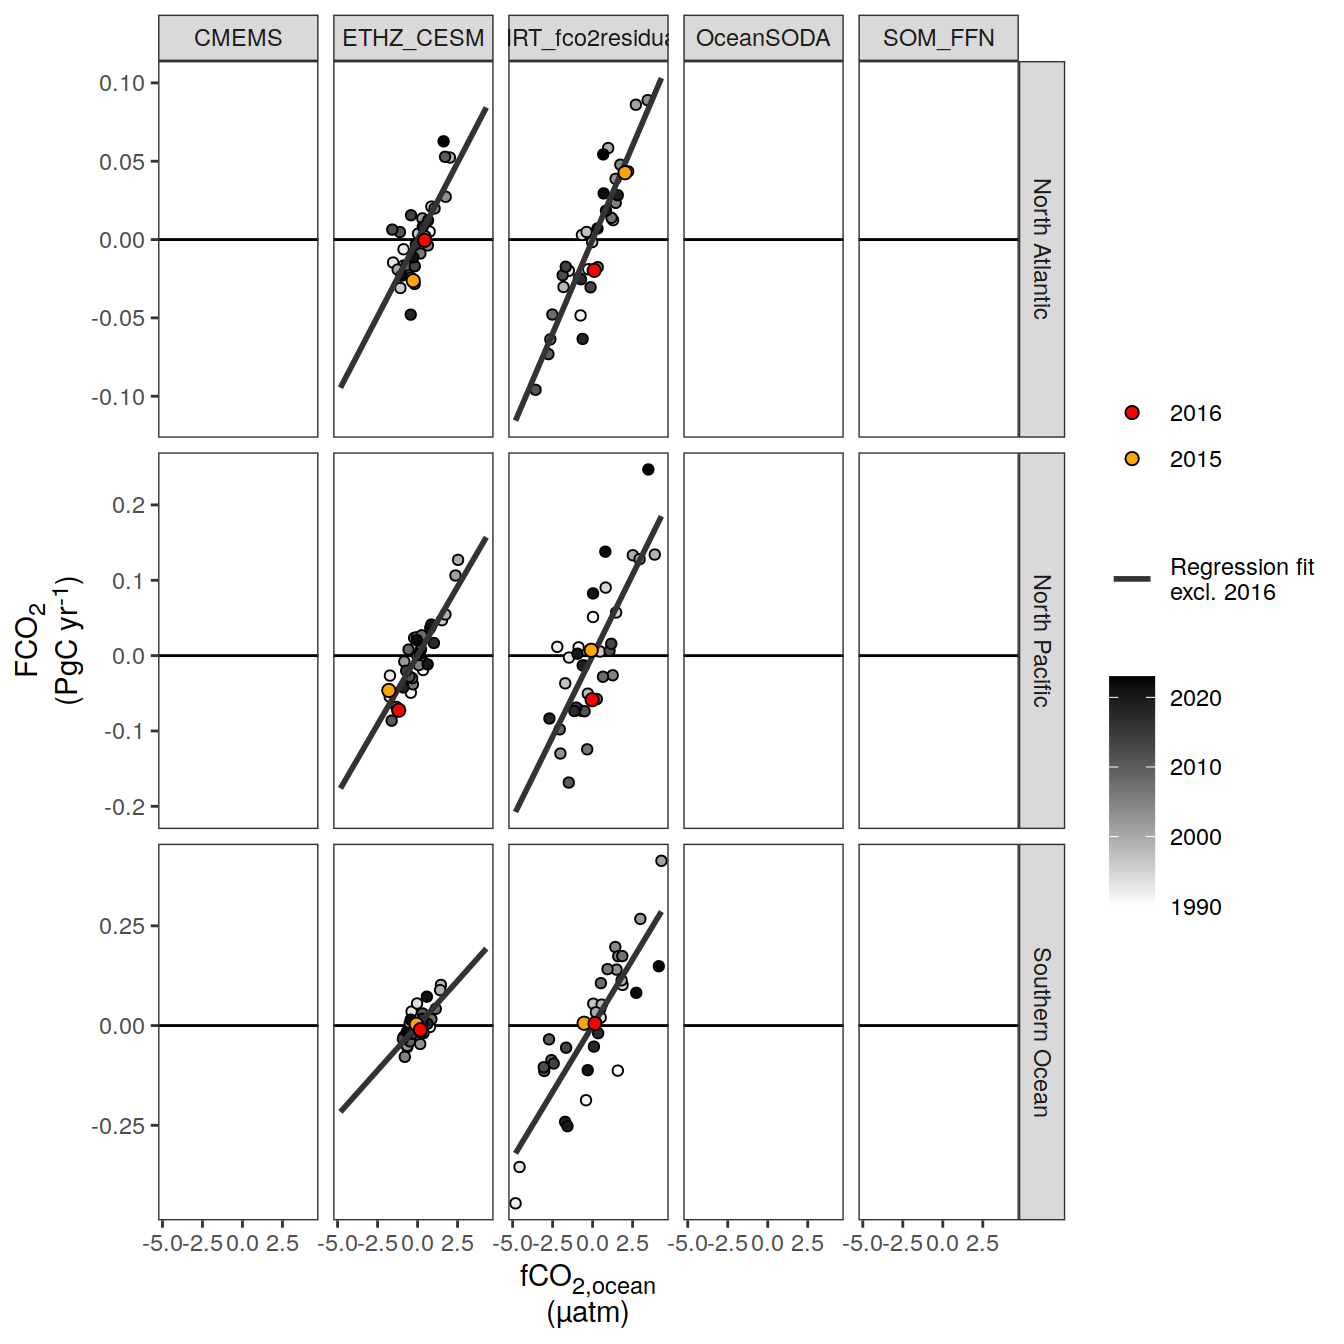 CMEMS
ETHZ_CESM
IRT_fco2residua
OceanSODA
SOM_FFN
0.10
0.05
0.00
-0.05
-0.10
North Atlantic
0.2
0.1
0.0
-0.1
-0.2
North Pacific
0.25
0.00
-0.25
Southern Ocean
FCO2
(PgC yr-1)
-5.0 -2.5 0.0 2.5
-5.0 -2.5 0.0 2.5
-5.0 -2.5 0.0 2.5
-5.0 -2.5 0.0 2.5
-5.0 -2.5 0.0 2.5
fCO2,ocean
(µatm)
2016
2015
Regression fit
excl. 2016
2020
2010
2000
1990